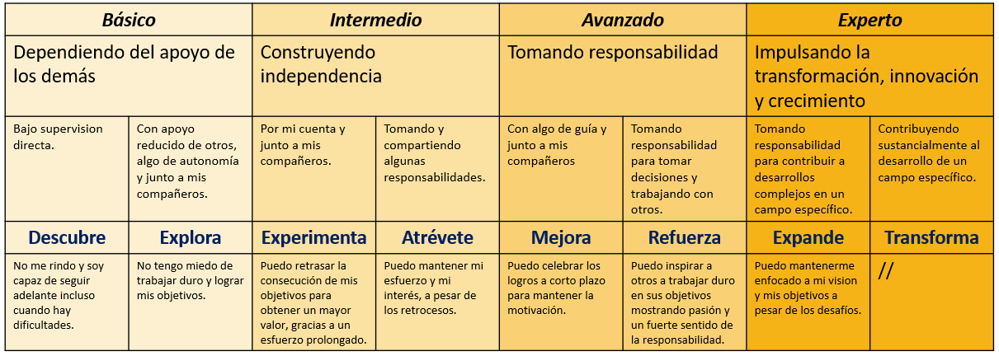 Básico
Intermedio
Avanzado
Experto
Dependiendo del apoyo de
los demás
Construyendo
independencia
Tomando responsabilidad
Impulsando la
transformación, innovación
y crecimiento
Bajo supervision
directa.
Con apoyo
reducido de otros,
algo de autonomía
y junto a mis
compañeros.
Por mi cuenta y
junto a mis
compañeros.
Tomando y
compartiendo
algunas
responsabilidades.
Con algo de guía y
junto a mis
compañeros
Tomando
responsabilidad
para tomar
decisiones y
trabajando con
otros.
Tomando
responsabilidad
para contribuir a
desarrollos
complejos en un
campo específico.
Contribuyendo
sustancialmente al
desarrollo de un
campo específico.
Descubre
Explora
Experimenta
Atrévete
Mejora
Refuerza
Expande
Transforma
No me rindo y soy
capaz de seguir
adelante incluso
cuando hay
dificultades.
No tengo miedo de
trabajar duro y lograr
mis objetivos.
Puedo retrasar la
consecución de mis
objetivos para
obtener un mayor
valor, gracias a un
esfuerzo prolongado.
Puedo mantener mi
esfuerzo y mi
interés, a pesar de
los retrocesos.
Puedo celebrar los
logros a corto plazo
para mantener la
motivación.
Puedo inspirar a
otros a trabajar duro
en sus objetivos
mostrando pasión y
un fuerte sentido de
la responsabilidad.
Puedo mantenerme
enfocado a mi vision
y mis objetivos a
pesar de los desafíos.
//